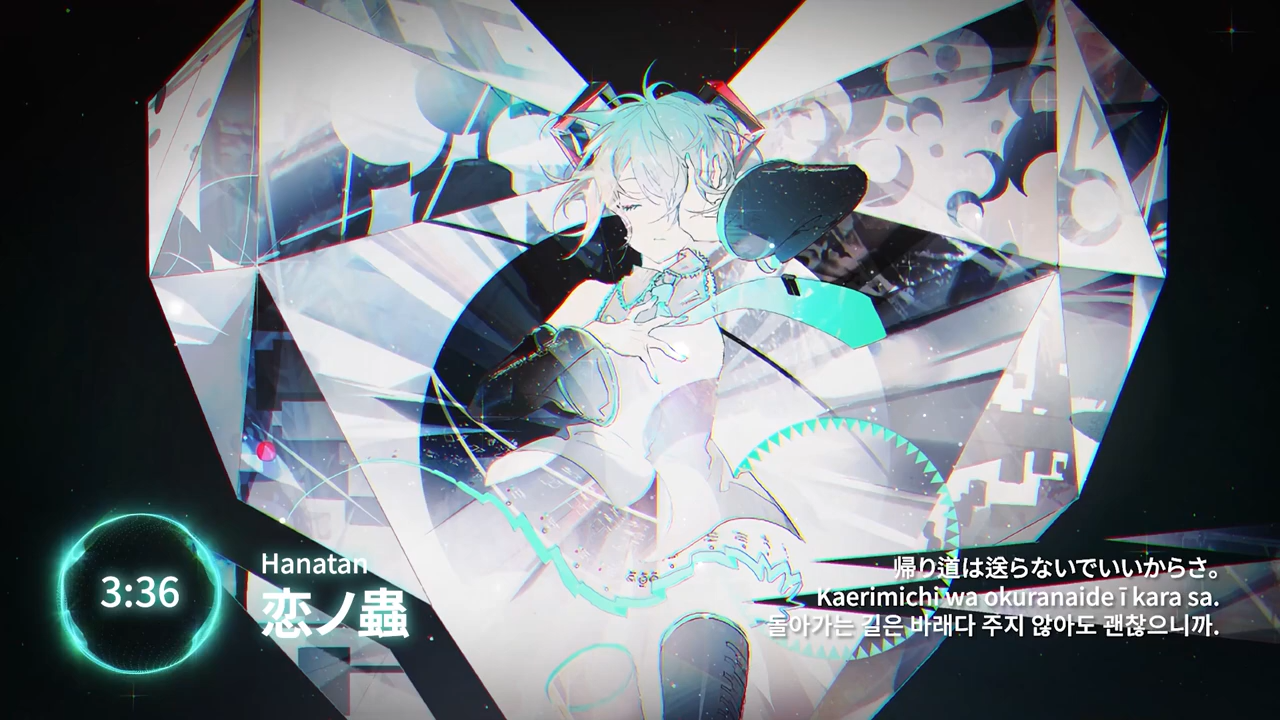 3:36
Hanatan
恋ノ蟲
帰り道は送らないでいいからさ。
Kaerimichi wa okuranaide ī kara sa.
돌아가는 길은 바래다 주지 않아도 괜찮으니까.